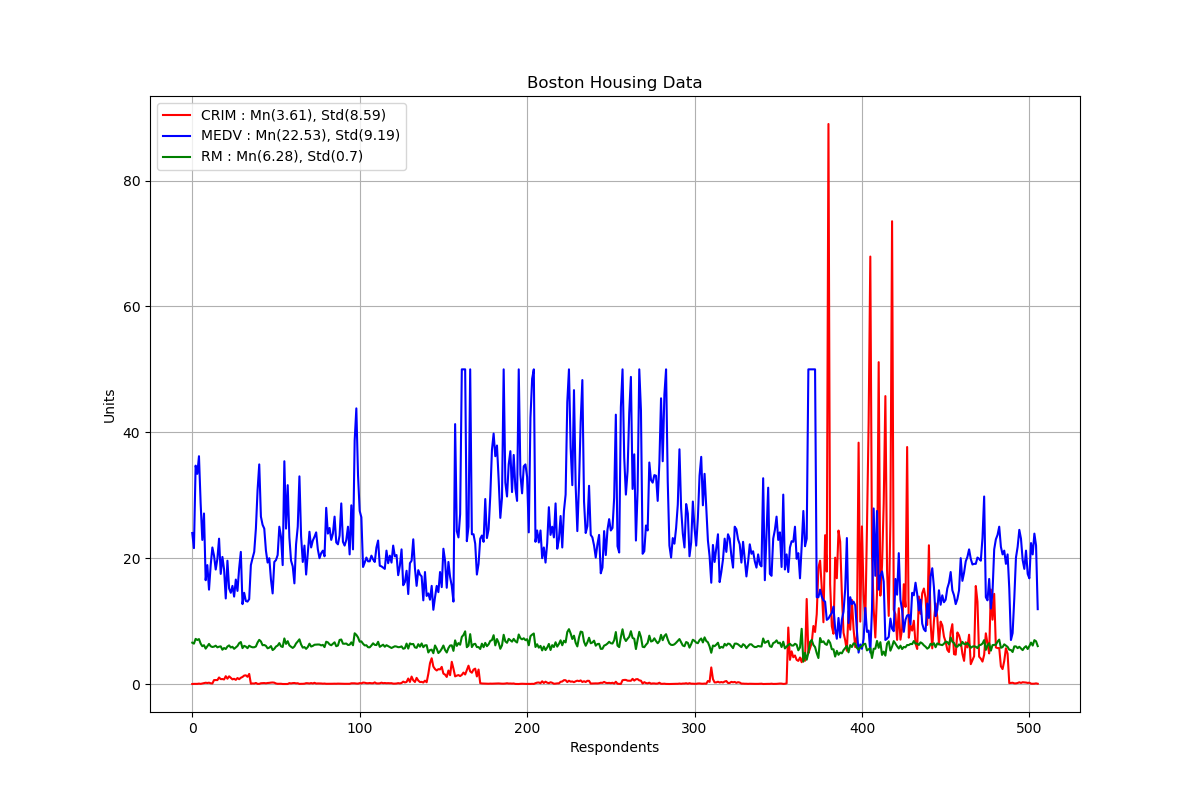 Boston Housing Data
CRIM : Mn(3.61), Std(8.59)
MEDV : Mn(22.53), Std(9.19)
RM : Mn(6.28), Std(0.7)
Units
80
60
40
20
0
0 100 200 300 400 500
Respondents